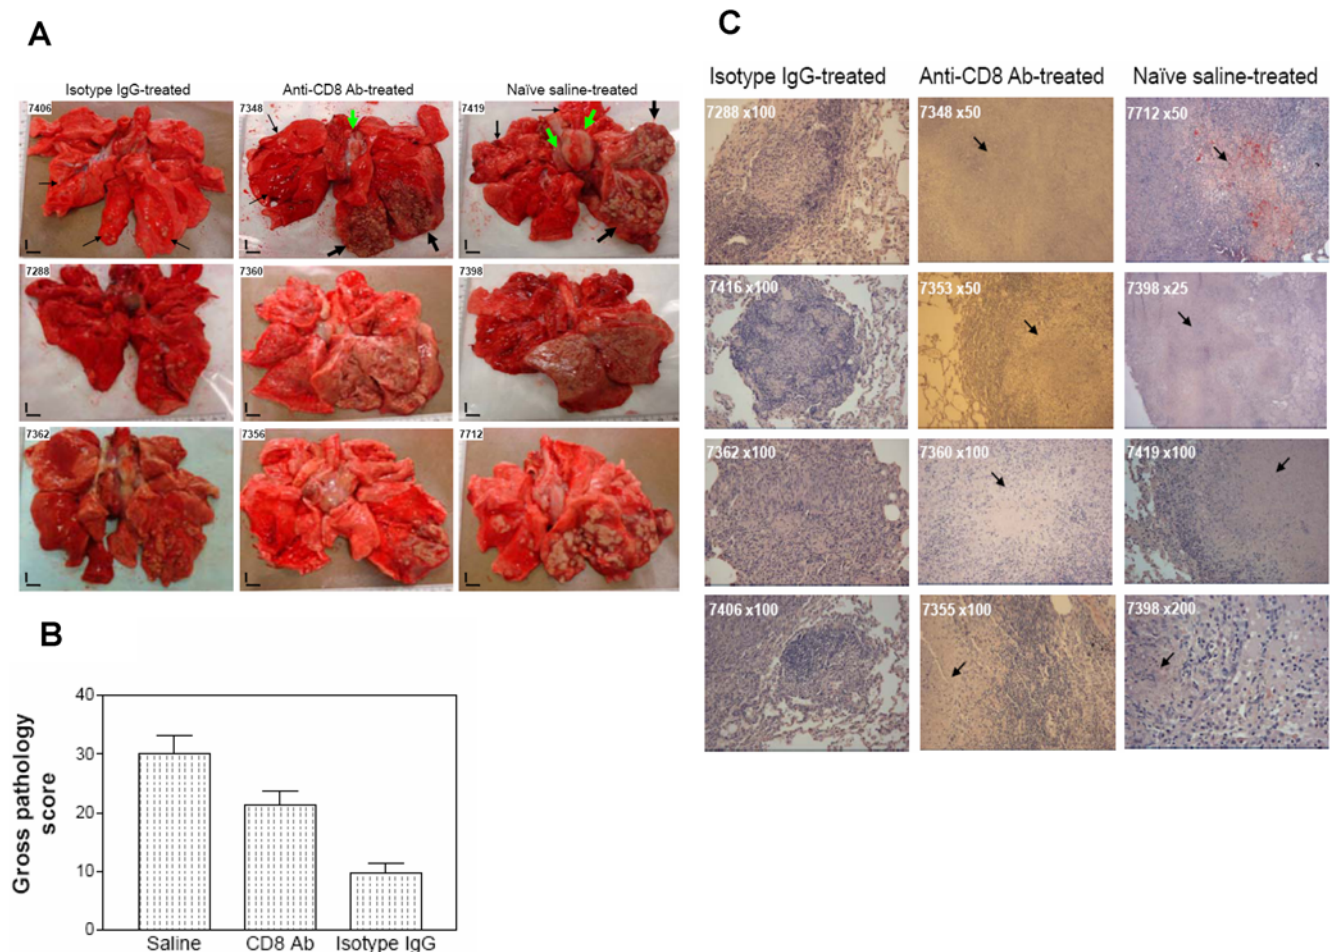 A
Isotype IgG-treated Anti-CD8 Ab-treated Naïve saline-treated
7406 7348 7419
7288 7360 7398
7362 7356 7712
B
40
30
20
10
0
Gross pathology
score
Saline CD8 Ab Isotype IgG
C
Isotype IgG-treated Anti-CD8 Ab-treated Naïve saline-treated
7288 x100 7348 x50 7712 x50
7416 x100 7353 x50 7398 x25
7362 x100 7360 x100 7419 x100
7406 x100 7355 x100 7398 x200